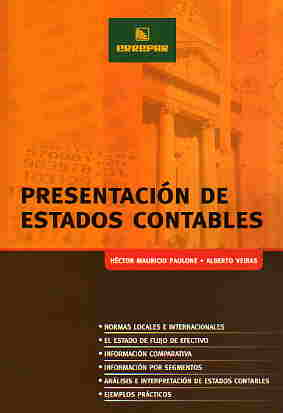 ERREPAR
PRESENTACIÓN DE
ESTADOS CONTABLES
HÉCTOR MAURICIO PAULONE • ALBERTO VEIRAS
• NORMAS LOCALES E INTERNACIONALES
• EL ESTADO DE FLUJO DE EFECTIVO
• INFORMACIÓN COMPARATIVA
• INFORMACIÓN POR SEGMENTOS
• ANÁLISIS E INTERPRETACIÓN DE ESTADOS CONTABLES
• EJEMPLOS PRÁCTICOS